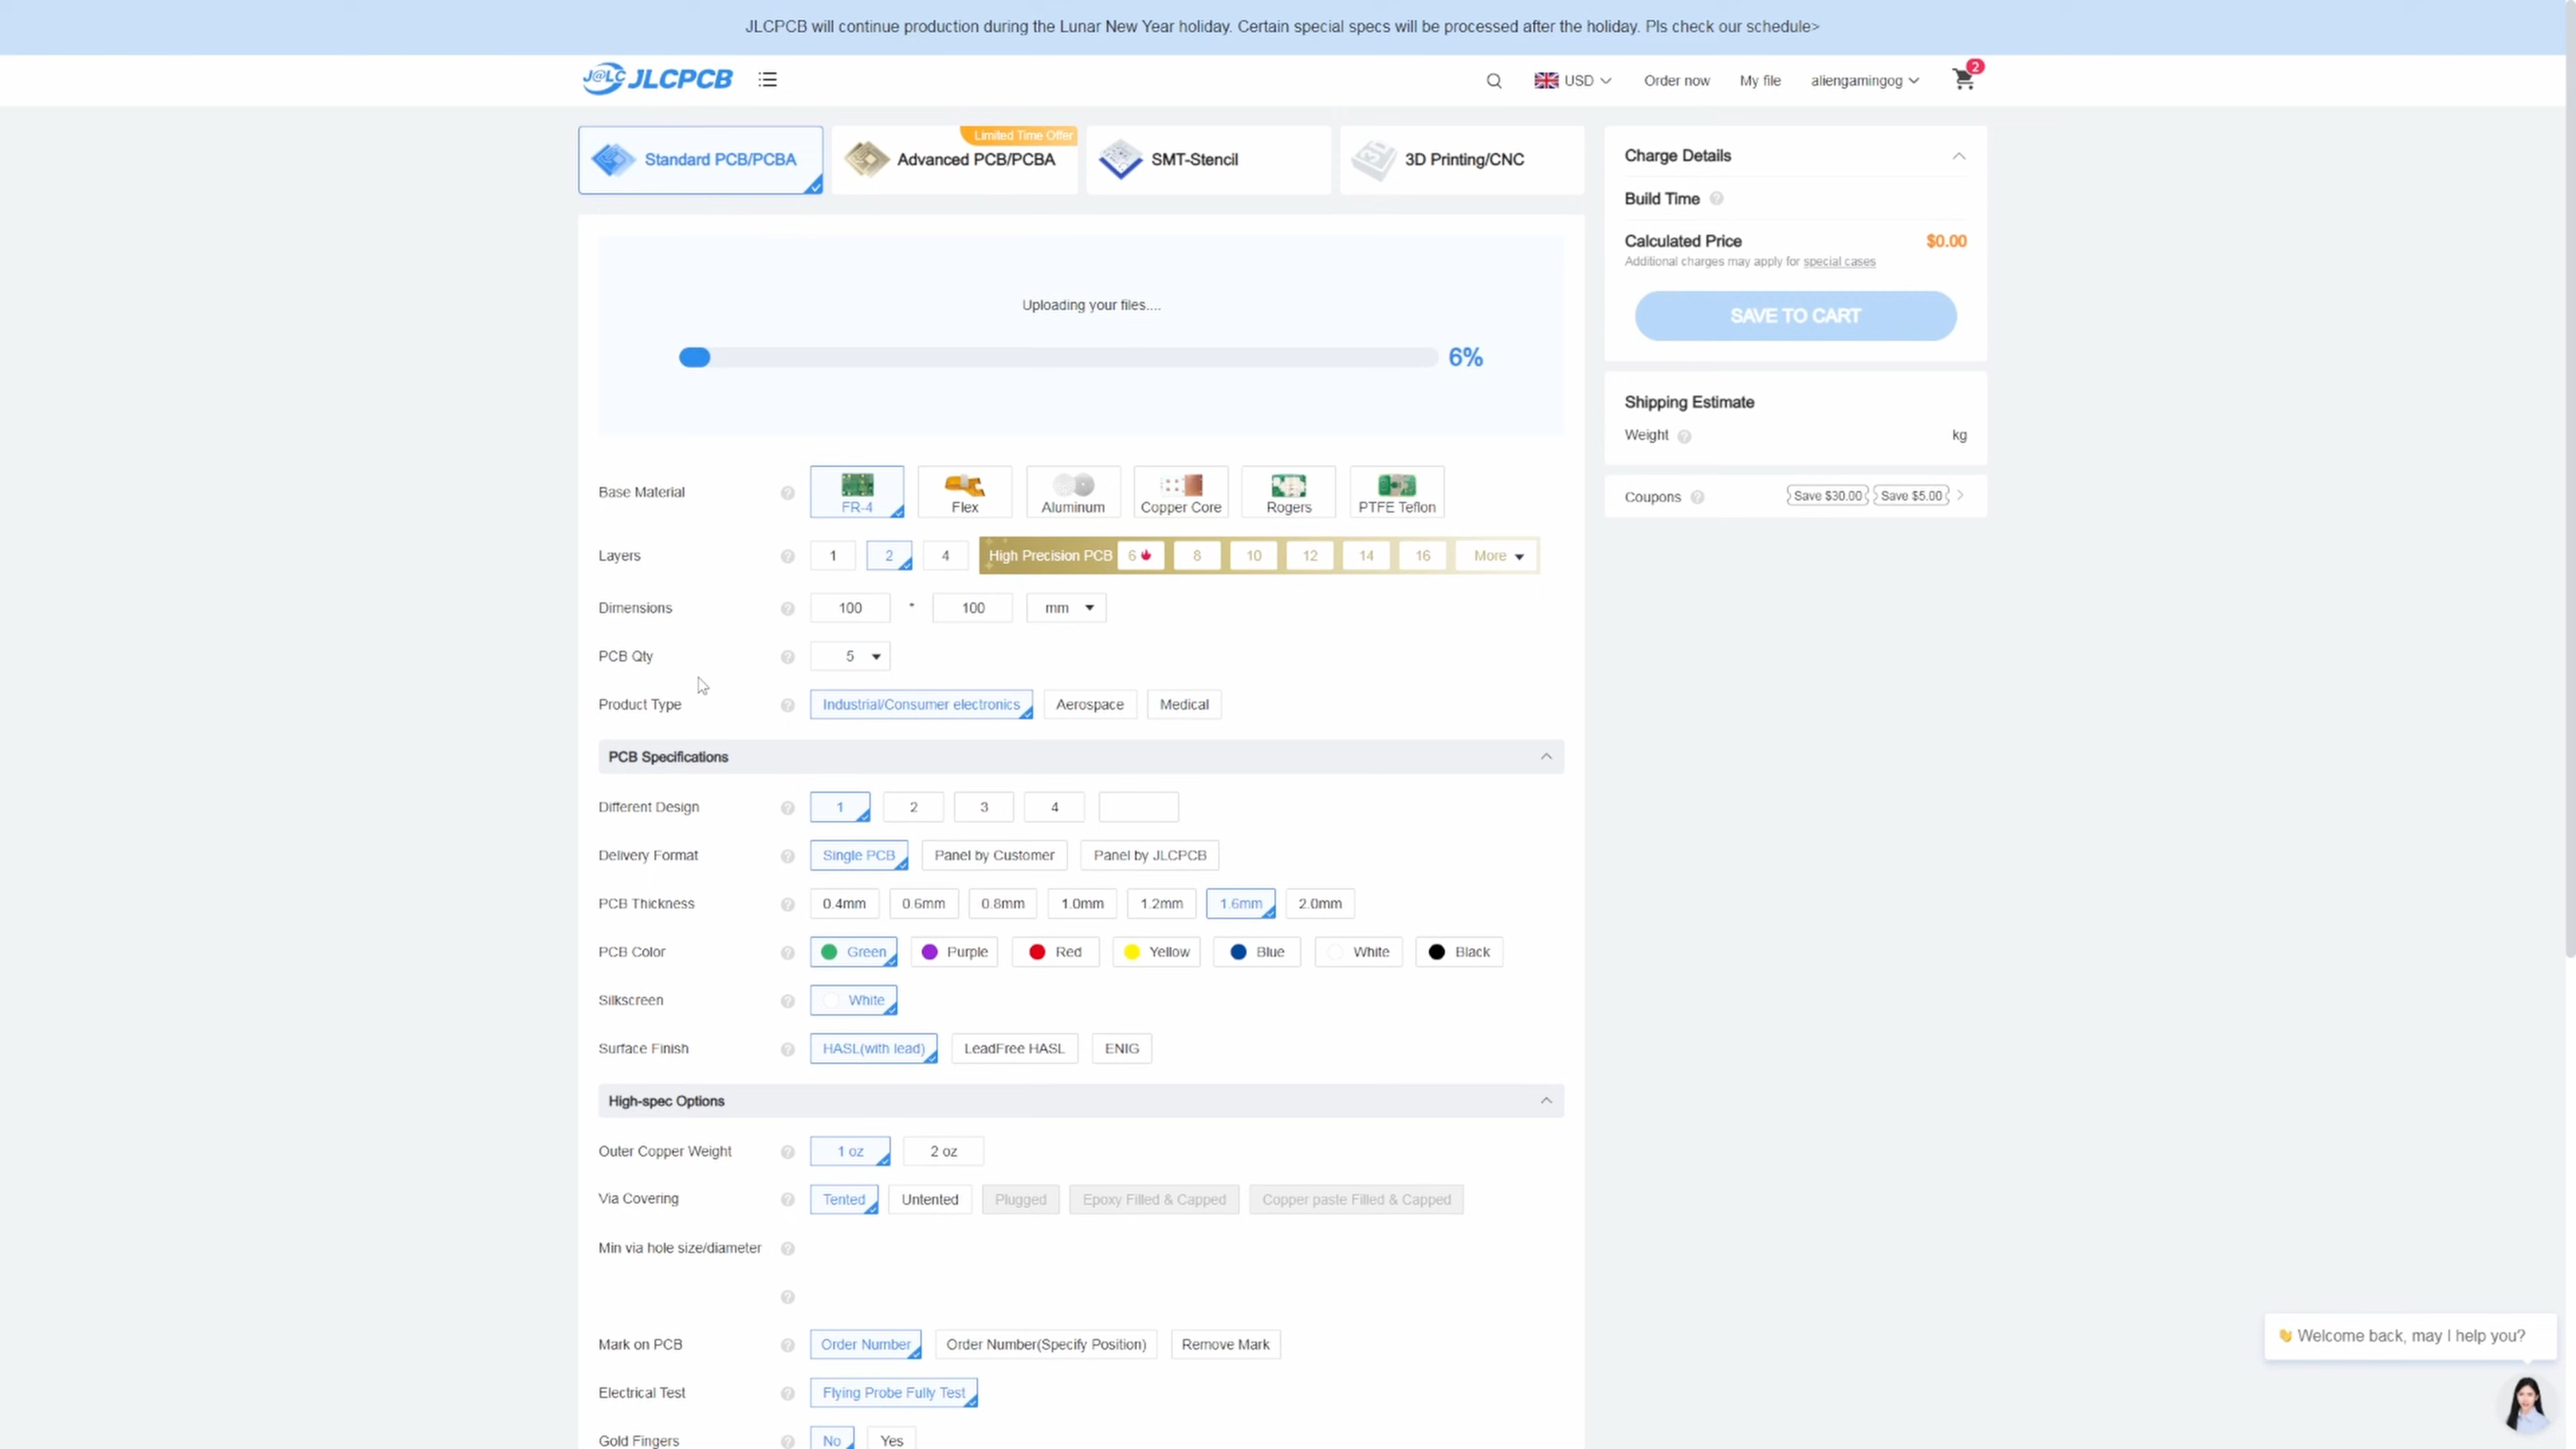 JLCPCB will continue production during the Lunar New Year holiday. Certain special specs will be processed after the holiday. Pls check our schedule>
J@LC JLCPCB
USD
Order now
My file
aliengamingog
2
Standard PCB/PCBA
Limited Time Offer
Advanced PCB/PCBA
SMT-Stencil
3D Printing/CNC
Uploading your files....
6%
Charge Details
Build Time
Calculated Price $0.00
Additional charges may apply for special cases
SAVE TO CART
Shipping Estimate
Weight kg
Coupons Save $30.00 Save $5.00
Base Material FR-4 Flex Aluminum Copper Core Rogers PTFE Teflon
Layers 1 2 4 High Precision PCB 6 8 10 12 14 16 More
Dimensions 100 * 100 mm
PCB Qty 5
Product Type Industrial/Consumer electronics Aerospace Medical
PCB Specifications
Different Design 1 2 3 4
Delivery Format Single PCB Panel by Customer Panel by JLCPCB
PCB Thickness 0.4mm 0.6mm 0.8mm 1.0mm 1.2mm 1.6mm 2.0mm
PCB Color Green Purple Red Yellow Blue White Black
Silkscreen White
Surface Finish HASL(with lead) LeadFree HASL ENIG
High-spec Options
Outer Copper Weight 1 oz 2 oz
Via Covering Tented Untented Plugged Epoxy Filled & Capped Copper paste Filled & Capped
Min via hole size/diameter
Mark on PCB Order Number Order Number(Specify Position) Remove Mark
Electrical Test Flying Probe Fully Test
Gold Fingers No Yes
👋 Welcome back, may I help you?